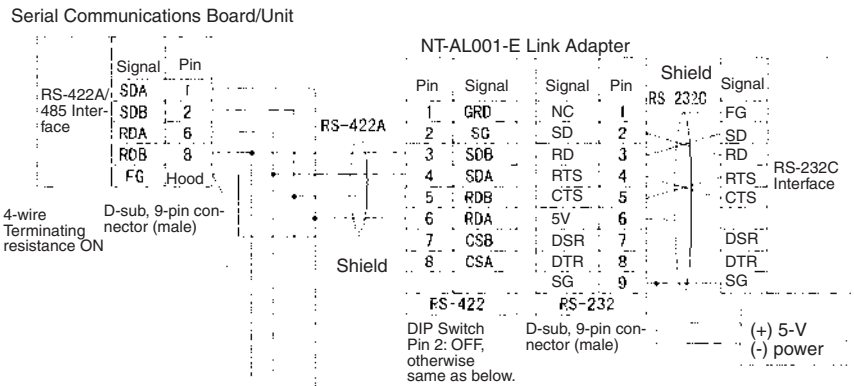 Serial Communications Board/Unit
NT-AL001-E Link Adapter
RS-422A/
485 Inter-
face
Signal Pin
SDA 1
SDB 2
RDA 6
RDB 8
FG Hood
4-wire
Terminating
resistance ON
D-sub, 9-pin con-
nector (male)
RS-422A
Shield
Pin Signal
1 GRD
2 SG
3 SDB
4 SDA
5 RDB
6 RDA
7 CSB
8 CSA
RS-422
Signal Pin
NC 1
SD 2
RD 3
RTS 4
CTS 5
5V 6
DSR 7
DTR 8
SG 9
RS-232
DIP Switch
Pin 2: OFF,
otherwise
same as below.
D-sub, 9-pin con-
nector (male)
Shield
RS 232C
Signal
FG
SD
RD
RTS
CTS
DSR
DTR
SG
RS-232C
Interface
(+) 5-V
(-) power